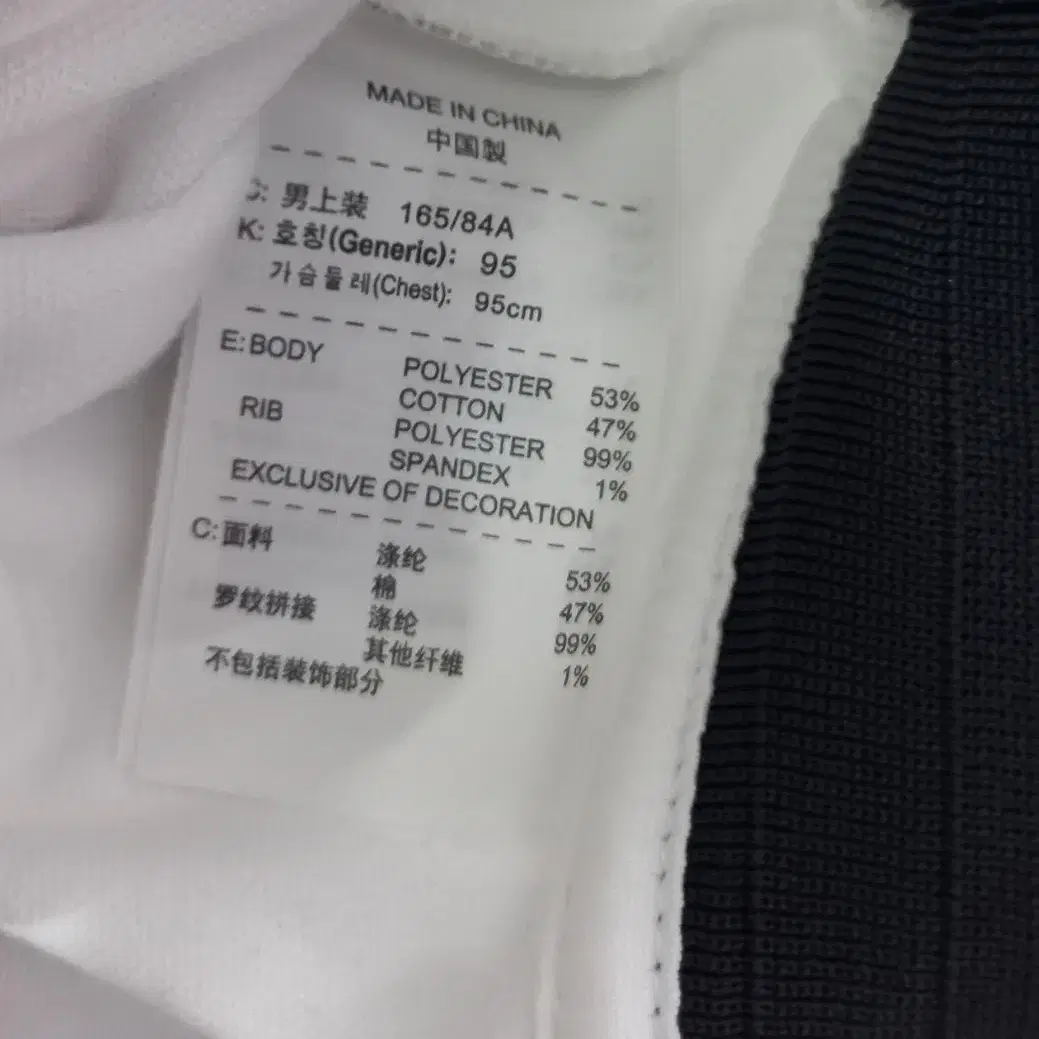 MADE IN CHINA
中国製
C: 男上装 165/84A
K: 호칭(Generic): 95
가슴둘레(Chest): 95cm
E: BODY POLYESTER 53%
COTTON 47%
RIB POLYESTER 99%
SPANDEX 1%
EXCLUSIVE OF DECORATION
C: 面料 涤纶 53%
棉 47%
罗纹拼接 涤纶 99%
其他纤维 1%
不包括装饰部分